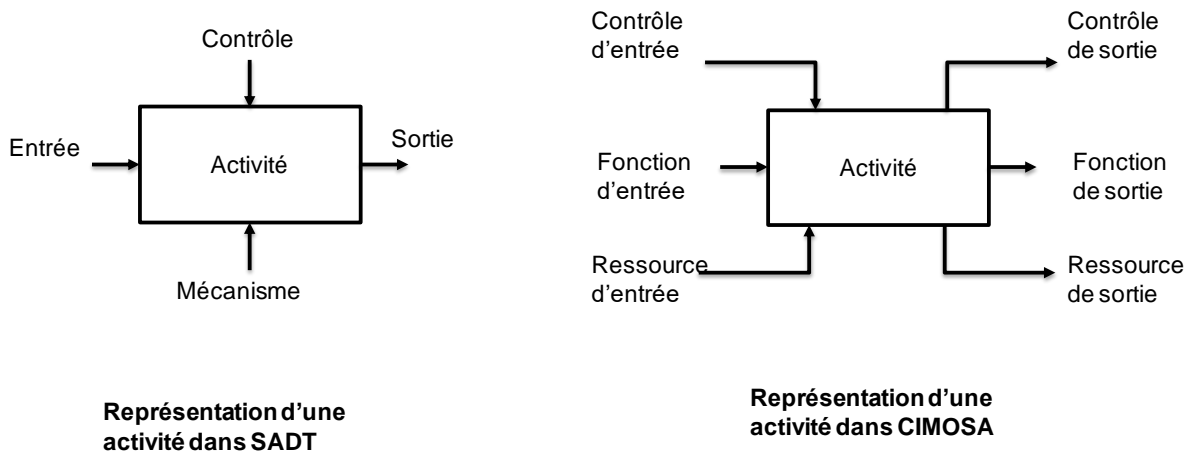 Contrôle
Entrée
Activité
Sortie
Mécanisme
Représentation d’une
activité dans SADT
Contrôle
d’entrée
Contrôle
de sortie
Fonction
d’entrée
Activité
Fonction
de sortie
Ressource
d’entrée
Ressource
de sortie
Représentation d’une
activité dans CIMOSA